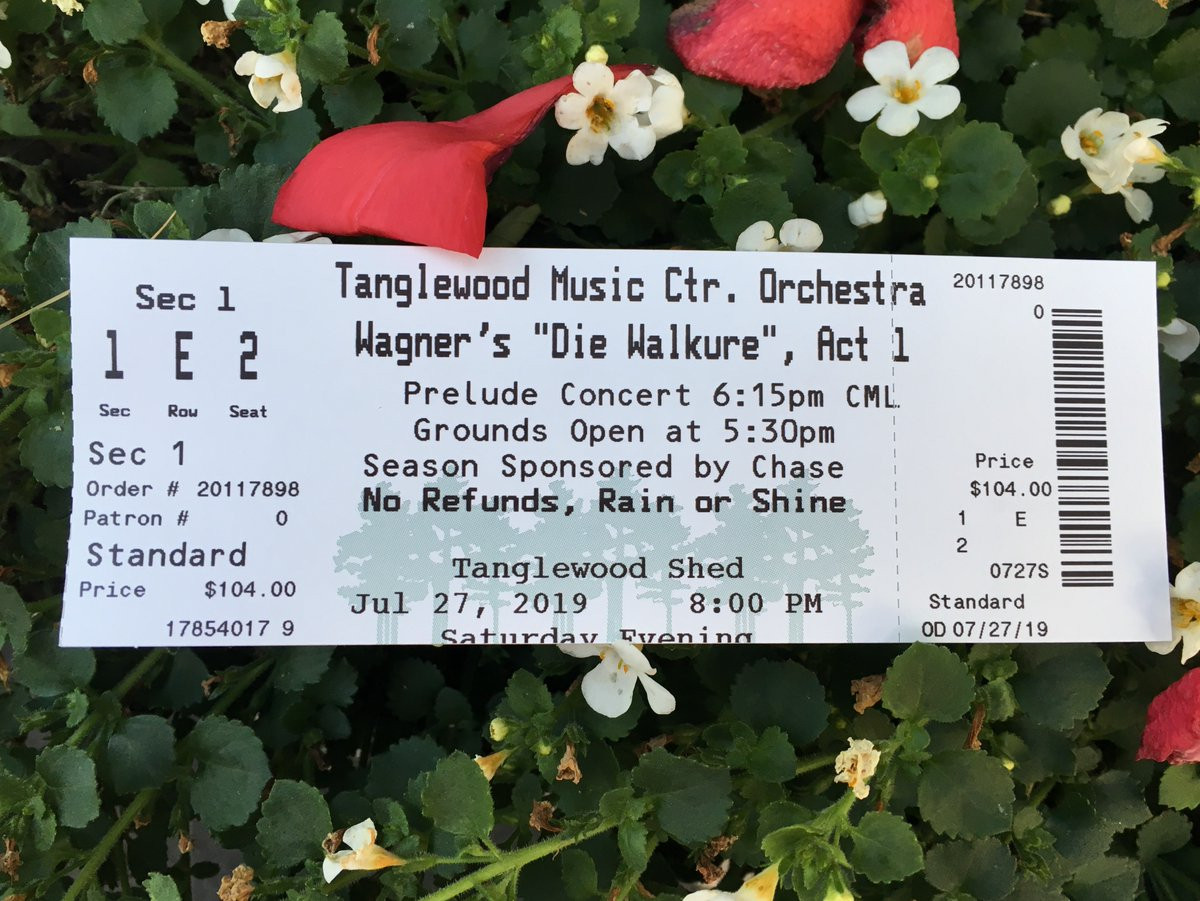 Sec 1
1 E 2
Sec Row Seat
Sec 1
Order # 20117898
Patron # 0
Standard
Price $104.00
17854017 9
Tanglewood Music Ctr. Orchestra
Wagner's "Die Walkure", Act 1
Prelude Concert 6:15pm CML
Grounds Open at 5:30pm
Season Sponsored by Chase
No Refunds, Rain or Shine
Tanglewood Shed
Jul 27, 2019 8:00 PM
Saturday Evening
20117898
0
Price
$104.00
1 E
2
0727S
Standard
OD 07/27/19